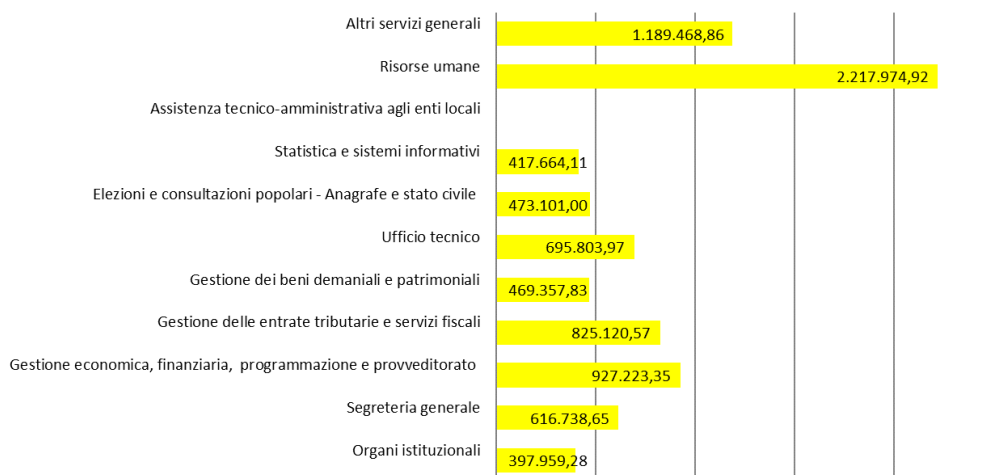 Altri servizi generali
1.189.468,86
Risorse umane
2.217.974,92
Assistenza tecnico-amministrativa agli enti locali
Statistica e sistemi informativi
417.664,11
Elezioni e consultazioni popolari - Anagrafe e stato civile
473.101,00
Ufficio tecnico
695.803,97
Gestione dei beni demaniali e patrimoniali
469.357,83
Gestione delle entrate tributarie e servizi fiscali
825.120,57
Gestione economica, finanziaria, programmazione e provveditorato
927.223,35
Segreteria generale
616.738,65
Organi istituzionali
397.959,28